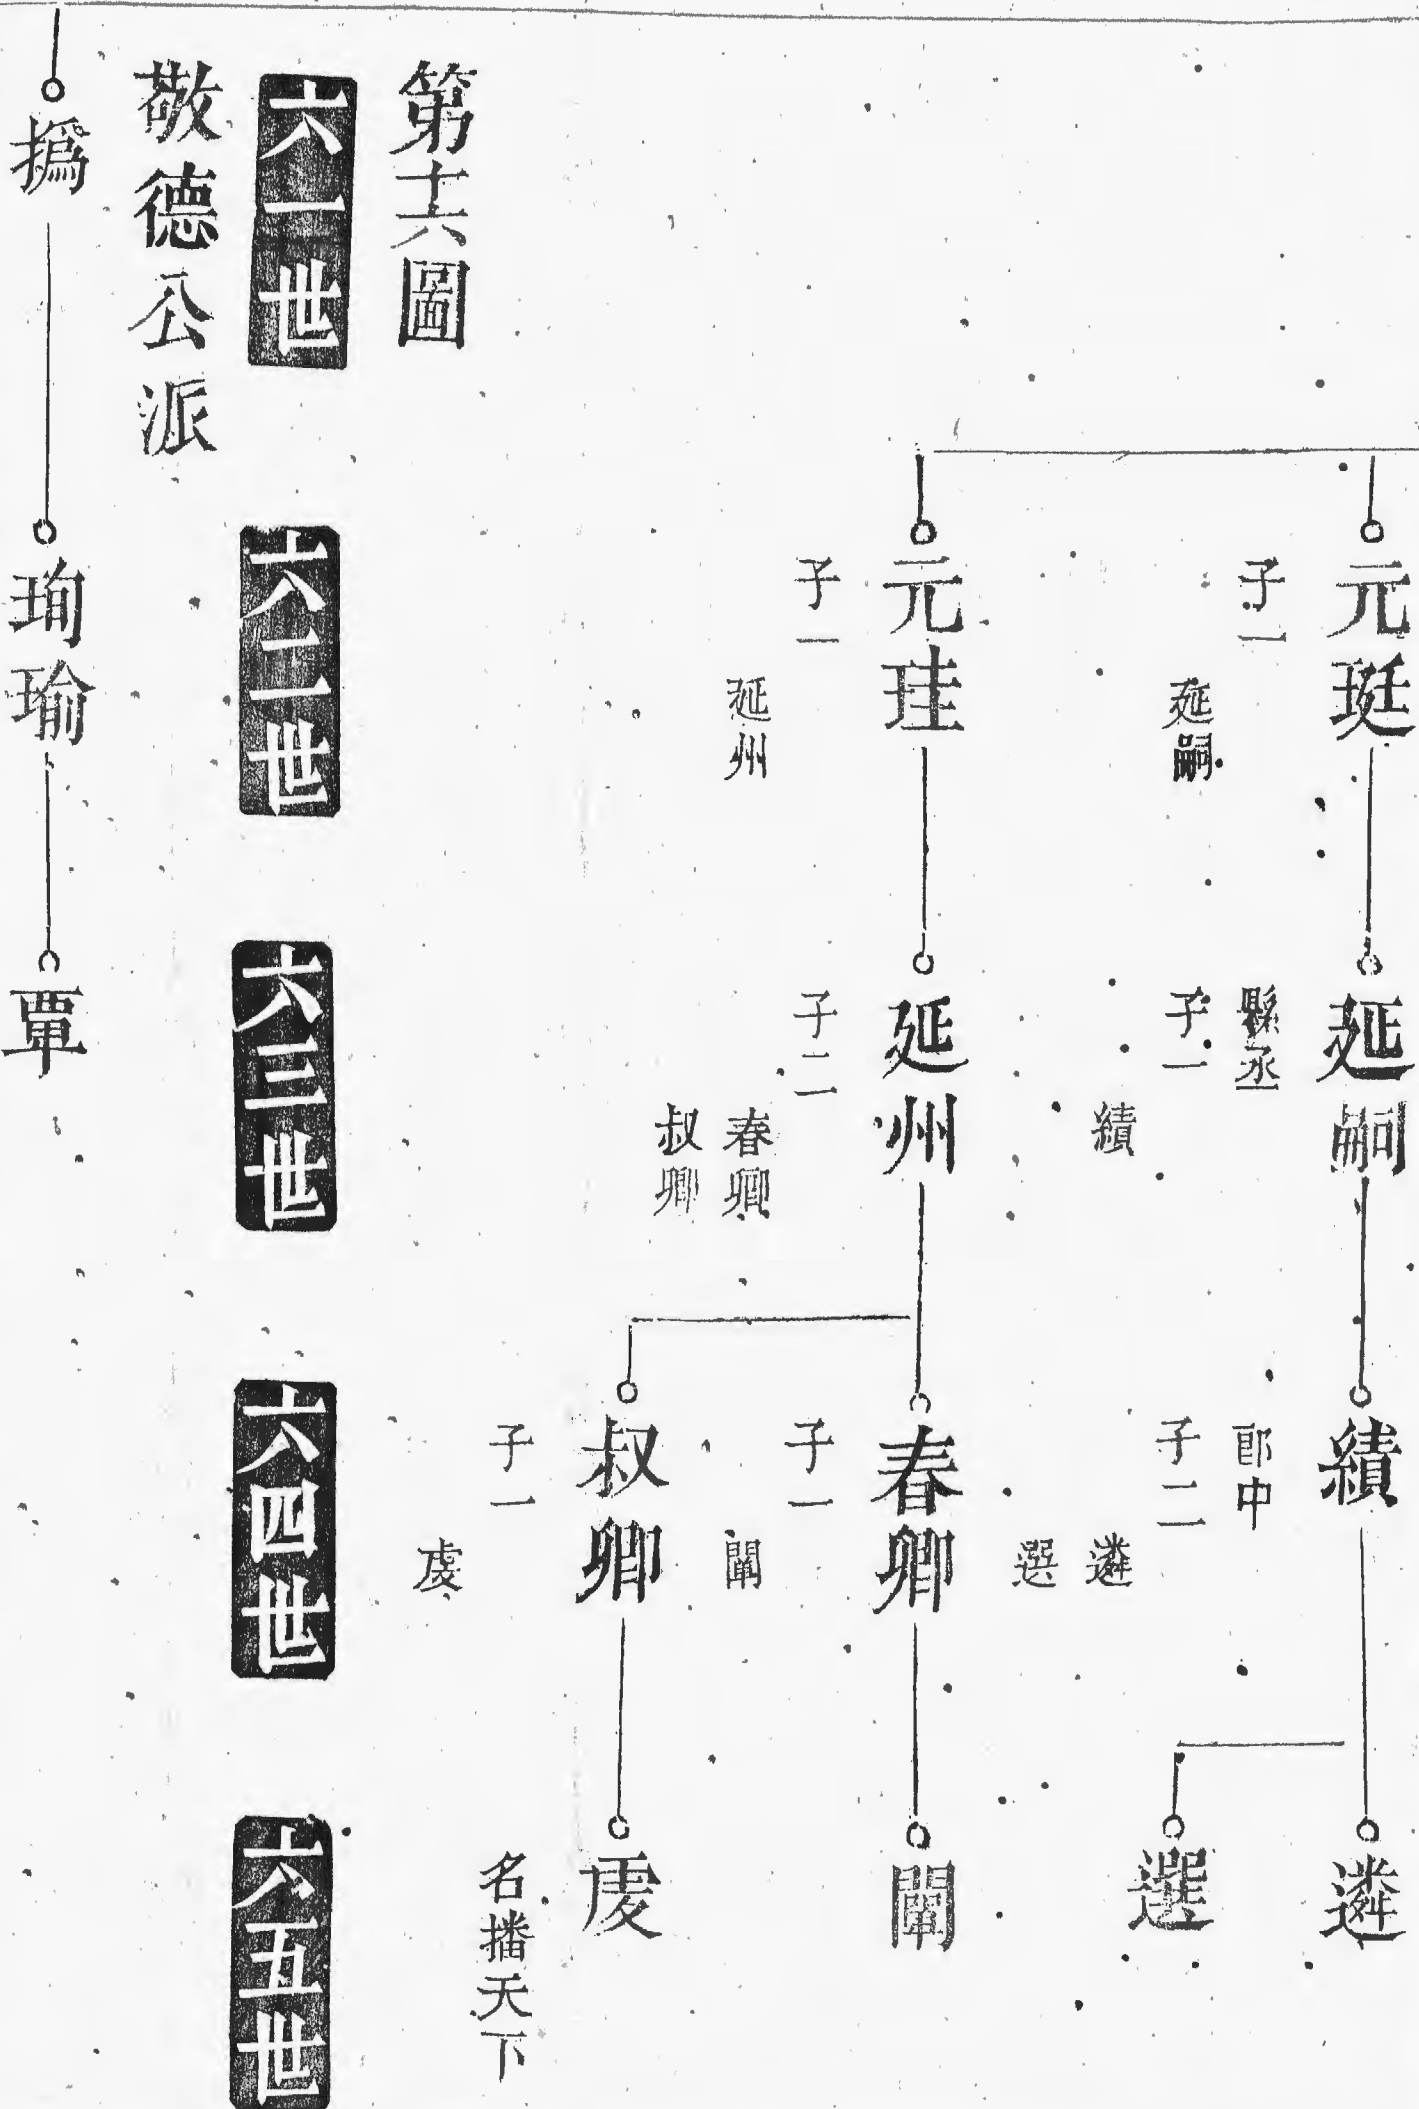 元珽
子一
延嗣
延嗣
縣丞
子一
績
績
郎中
子二
遴
選
遴
選
元珪
子一
延州
延州
子二
春卿
叔卿
春卿
子一
闡
闡
叔卿
子一
虔
虔
名播天下
第十六圖
六一世
六二世
六三世
六四世
六五世
敬德公派
撝
珣瑜
覃